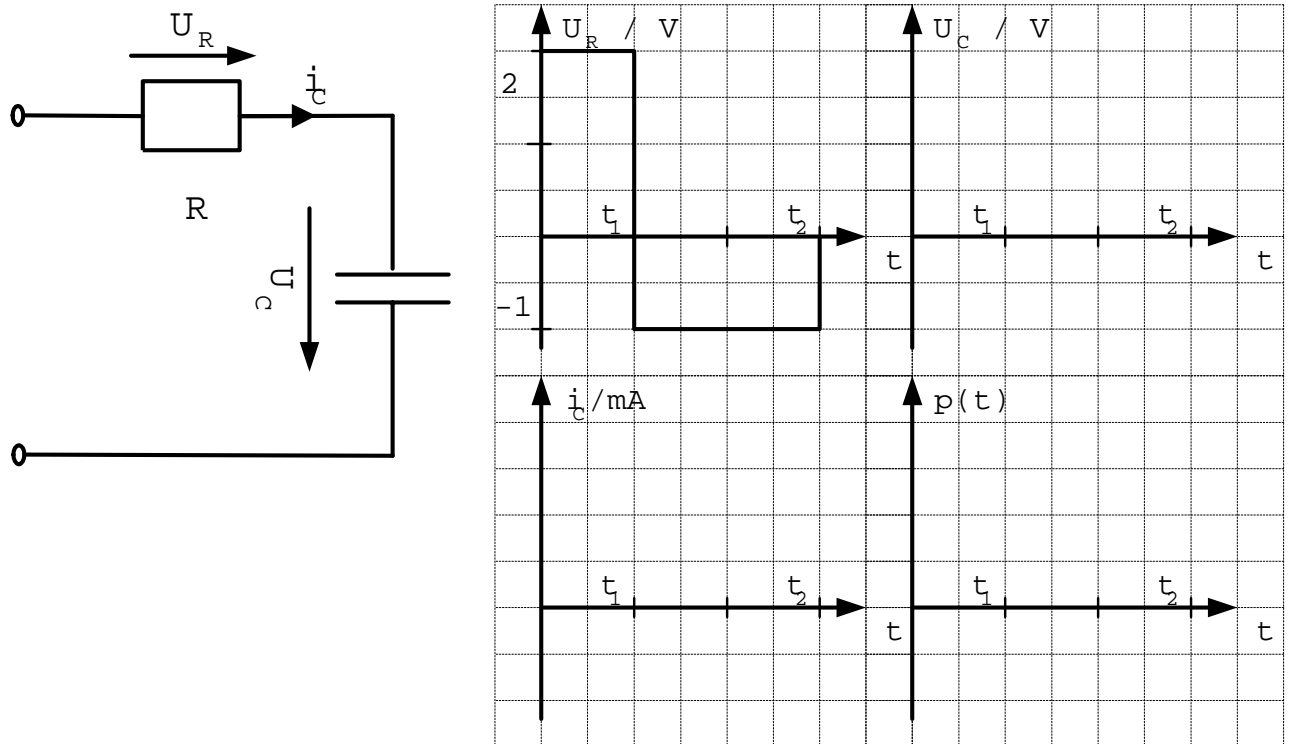 U_R
i_C
R
U_C
U_R / V
2
t_1
t_2
t
-1
U_C / V
t_1
t_2
t
i_C/mA
t_1
t_2
t
p(t)
t_1
t_2
t